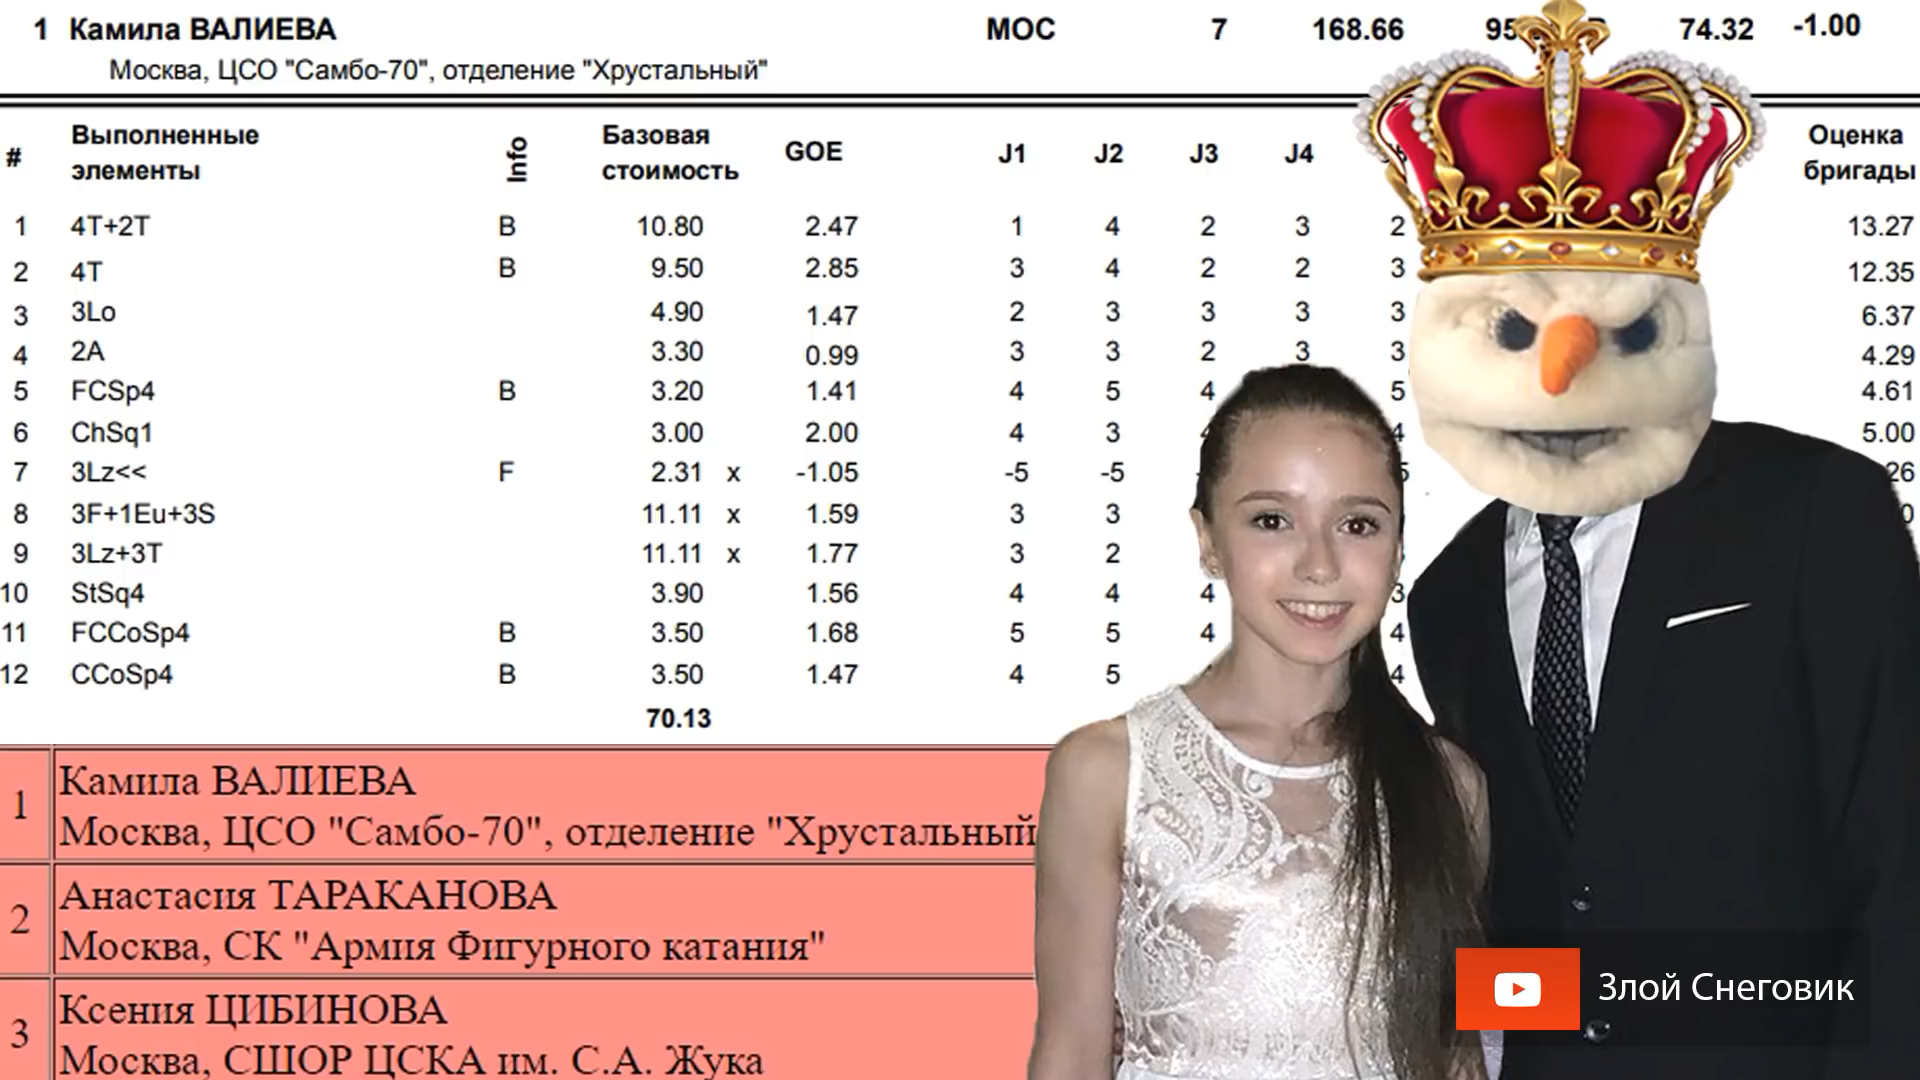 1 Камила ВАЛИЕВА МОС 7 168.66 95 74.32 -1.00
Москва, ЦСО "Самбо-70", отделение "Хрустальный"
# Выполненные элементы Info Базовая стоимость GOE J1 J2 J3 J4 Оценка бригады
1 4T+2T B 10.80 2.47 1 4 2 3 2 13.27
2 4T B 9.50 2.85 3 4 2 2 3 12.35
3 3Lo 4.90 1.47 2 3 3 3 3 6.37
4 2A 3.30 0.99 3 3 2 3 3 4.29
5 FCSp4 B 3.20 1.41 4 5 4 5 4.61
6 ChSq1 3.00 2.00 4 3 4 4 5.00
7 3Lz<< F 2.31 x -1.05 -5 -5 26
8 3F+1Eu+3S 11.11 x 1.59 3 3
9 3Lz+3T 11.11 x 1.77 3 2
10 StSq4 3.90 1.56 4 4 4 3
11 FCCoSp4 B 3.50 1.68 5 5 4 4
12 CCoSp4 B 3.50 1.47 4 5 4
70.13
1 Камила ВАЛИЕВА
Москва, ЦСО "Самбо-70", отделение "Хрустальный
2 Анастасия ТАРАКАНОВА
Москва, СК "Армия Фигурного катания"
3 Ксения ЦИБИНОВА
Москва, СШОР ЦСКА им. С.А. Жука
Злой Снеговик